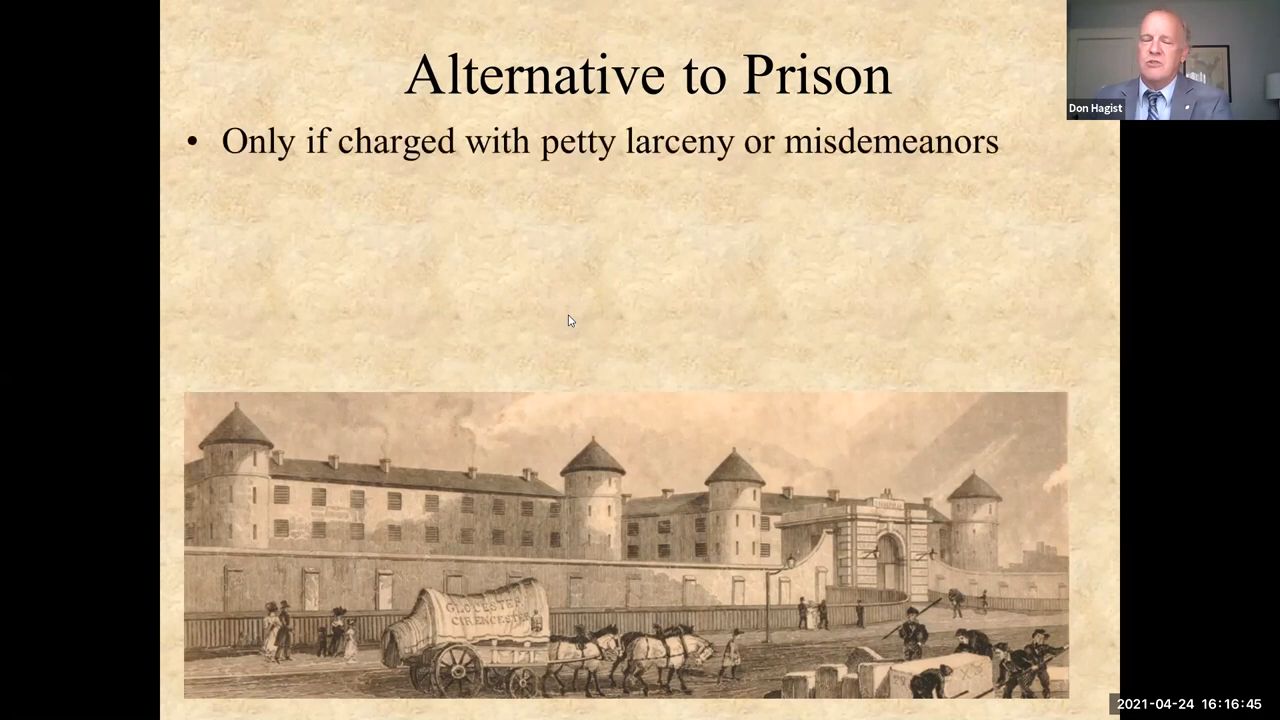 Alternative to Prison
• Only if charged with petty larceny or misdemeanors
Don Hagist
GLOCESTER
CIRENCESTER
2021-04-24 16:16:45